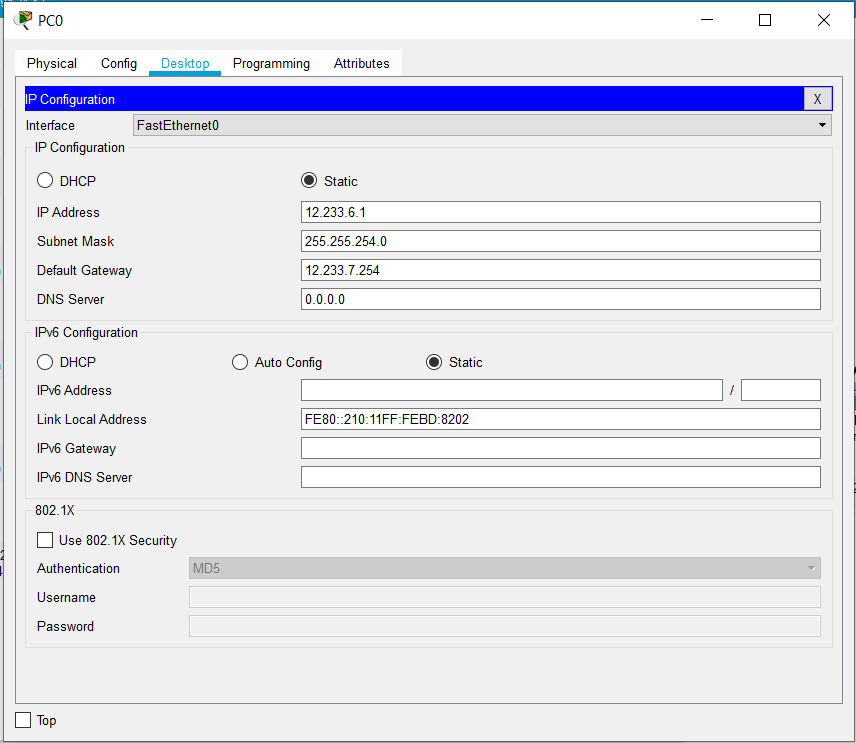 PC0
Physical Config Desktop Programming Attributes
IP Configuration X
Interface FastEthernet0
IP Configuration
DHCP Static
IP Address 12.233.6.1
Subnet Mask 255.255.254.0
Default Gateway 12.233.7.254
DNS Server 0.0.0.0
IPv6 Configuration
DHCP Auto Config Static
IPv6 Address /
Link Local Address FE80::210:11FF:FEBD:8202
IPv6 Gateway
IPv6 DNS Server
802.1X
Use 802.1X Security
Authentication MD5
Username
Password
Top